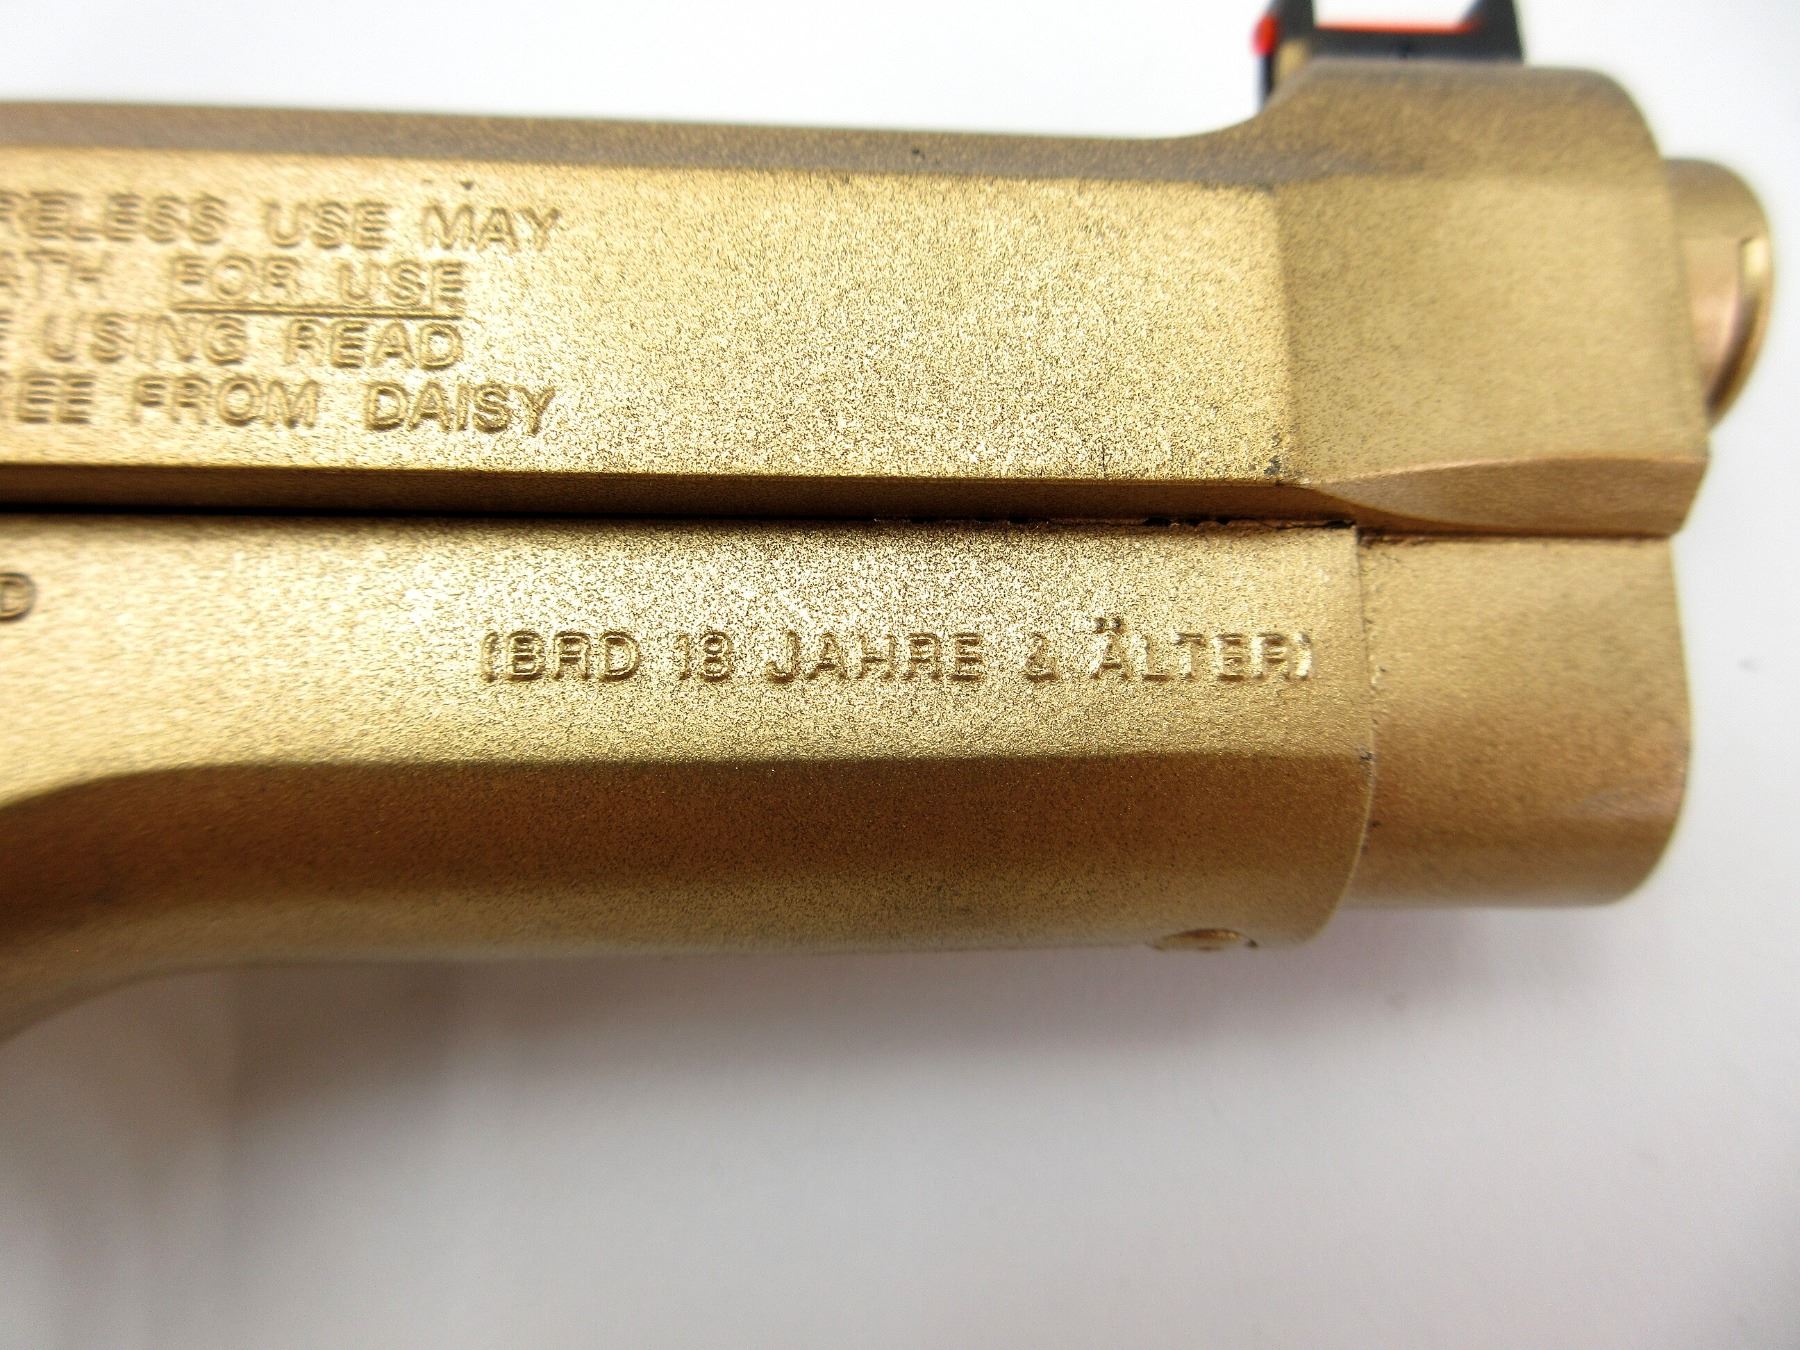 RELESS USE MAY
ATH FOR USE
E USING READ
EE FROM DAISY
D
(BRD 18 JAHRE & ÄLTER)